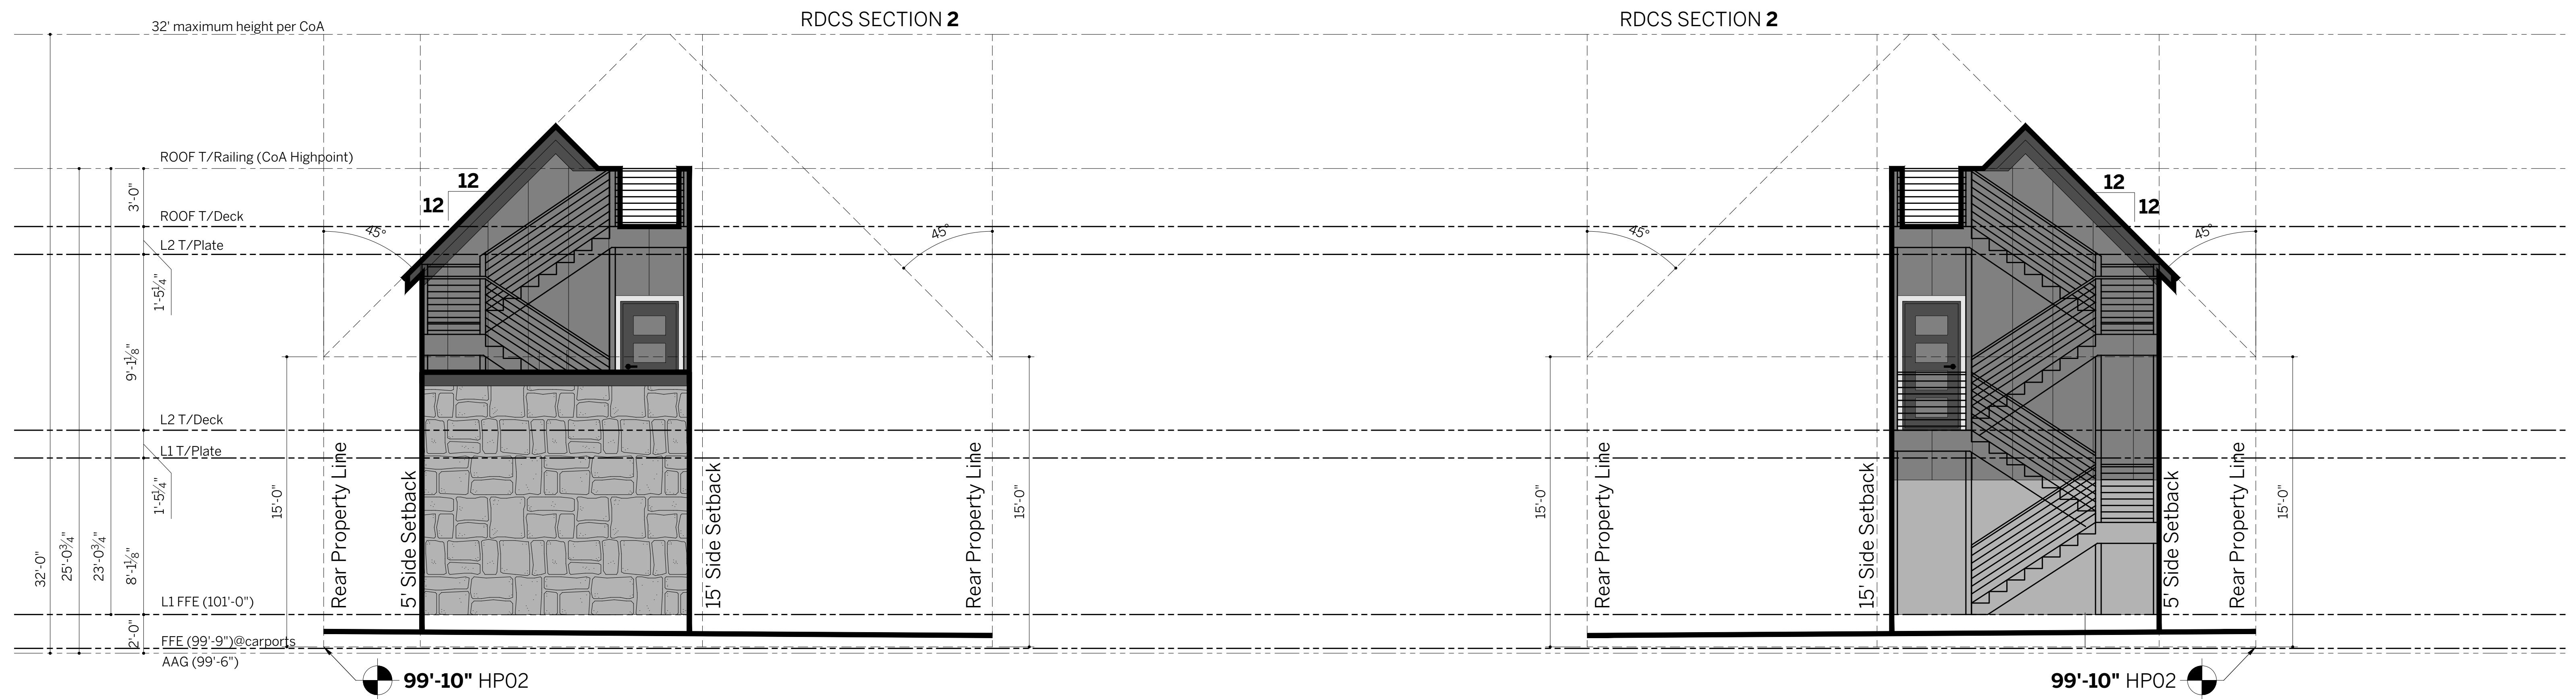 RDCS SECTION 2
RDCS SECTION 2
32' maximum height per CoA
ROOF T/Railing (CoA Highpoint)
3'-0"
12
12
12
12
ROOF T/Deck
45°
45°
45°
45°
L2 T/Plate
1'-5¼"
9'-1⅛"
L2 T/Deck
L1 T/Plate
1'-5¼"
15'-0"
15'-0"
15'-0"
15'-0"
Rear Property Line
5' Side Setback
15' Side Setback
Rear Property Line
Rear Property Line
15' Side Setback
5' Side Setback
Rear Property Line
32'-0"
25'-0¾"
23'-0¾"
8'-1⅛"
L1 FFE (101'-0")
2'-0"
FFE (99'-9")@carports
AAG (99'-6")
99'-10" HP02
99'-10" HP02